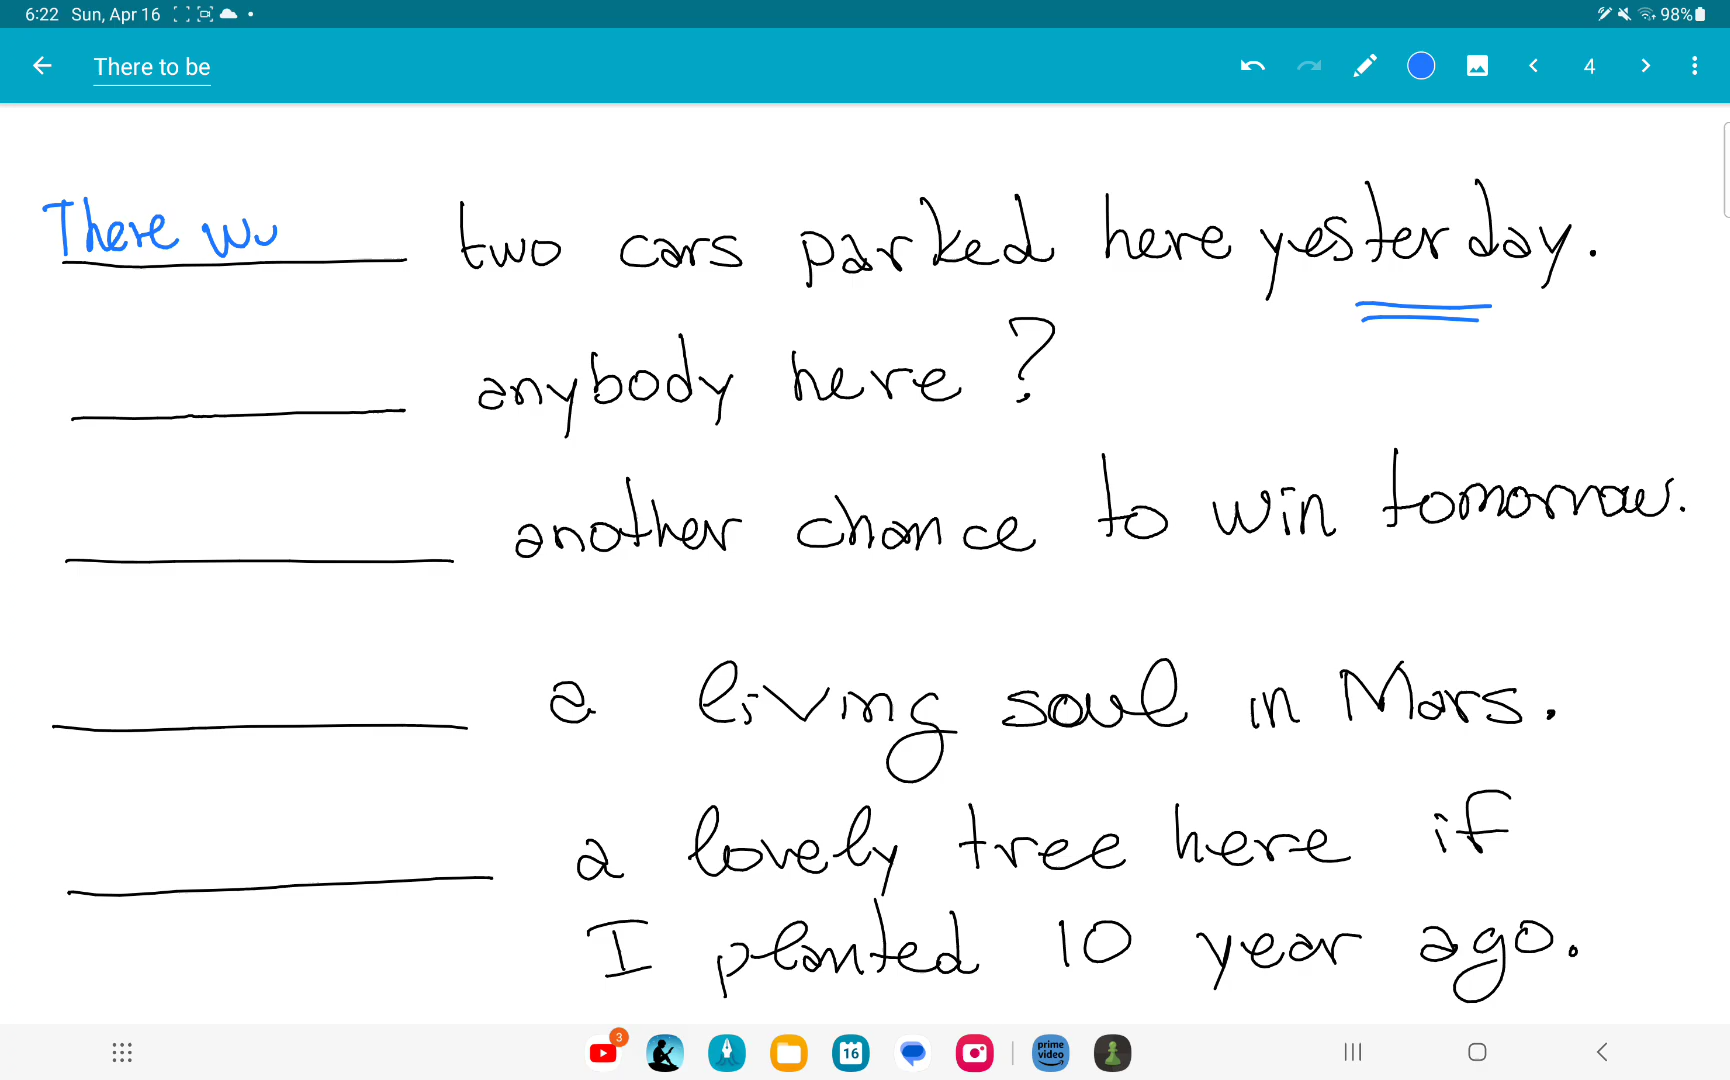 6:22 Sun, Apr 16 98%
There to be 4
There wu two cars parked here yesterday.
anybody here ?
another chance to win tomorrow.
a living soul in Mars.
a lovely tree here if
I planted 10 year ago.
3 16 prime video